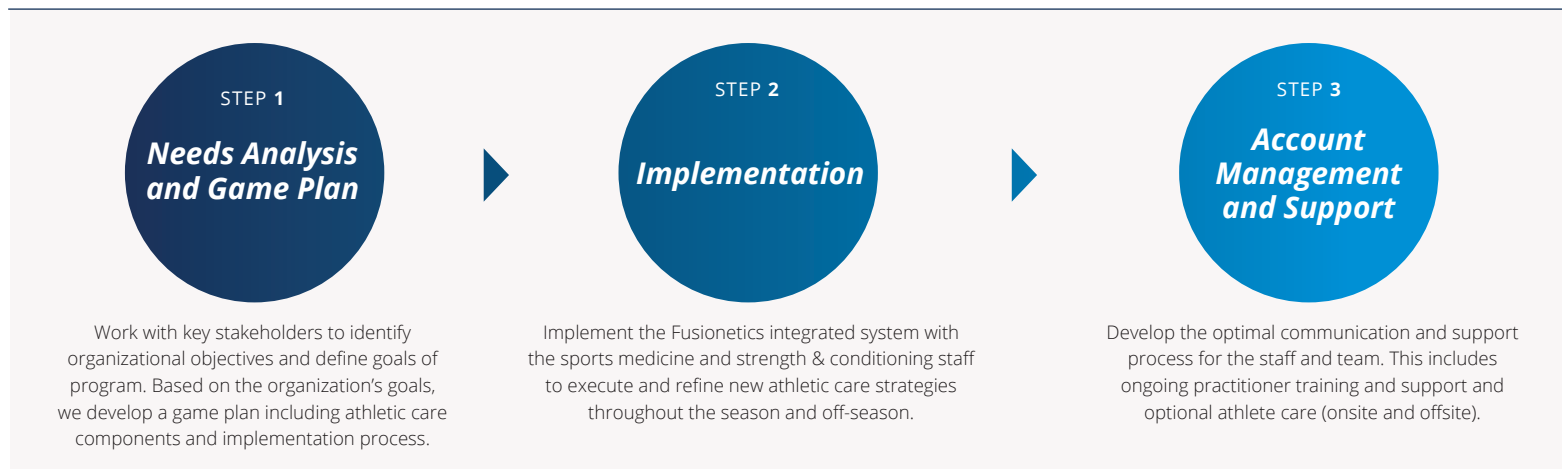 STEP 1
Needs Analysis
and Game Plan
Work with key stakeholders to identify
organizational objectives and define goals of
program. Based on the organization’s goals,
we develop a game plan including athletic care
components and implementation process.
STEP 2
Implementation
Implement the Fusionetics integrated system with
the sports medicine and strength & conditioning staff
to execute and refine new athletic care strategies
throughout the season and off-season.
STEP 3
Account
Management
and Support
Develop the optimal communication and support
process for the staff and team. This includes
ongoing practitioner training and support and
optional athlete care (onsite and offsite).